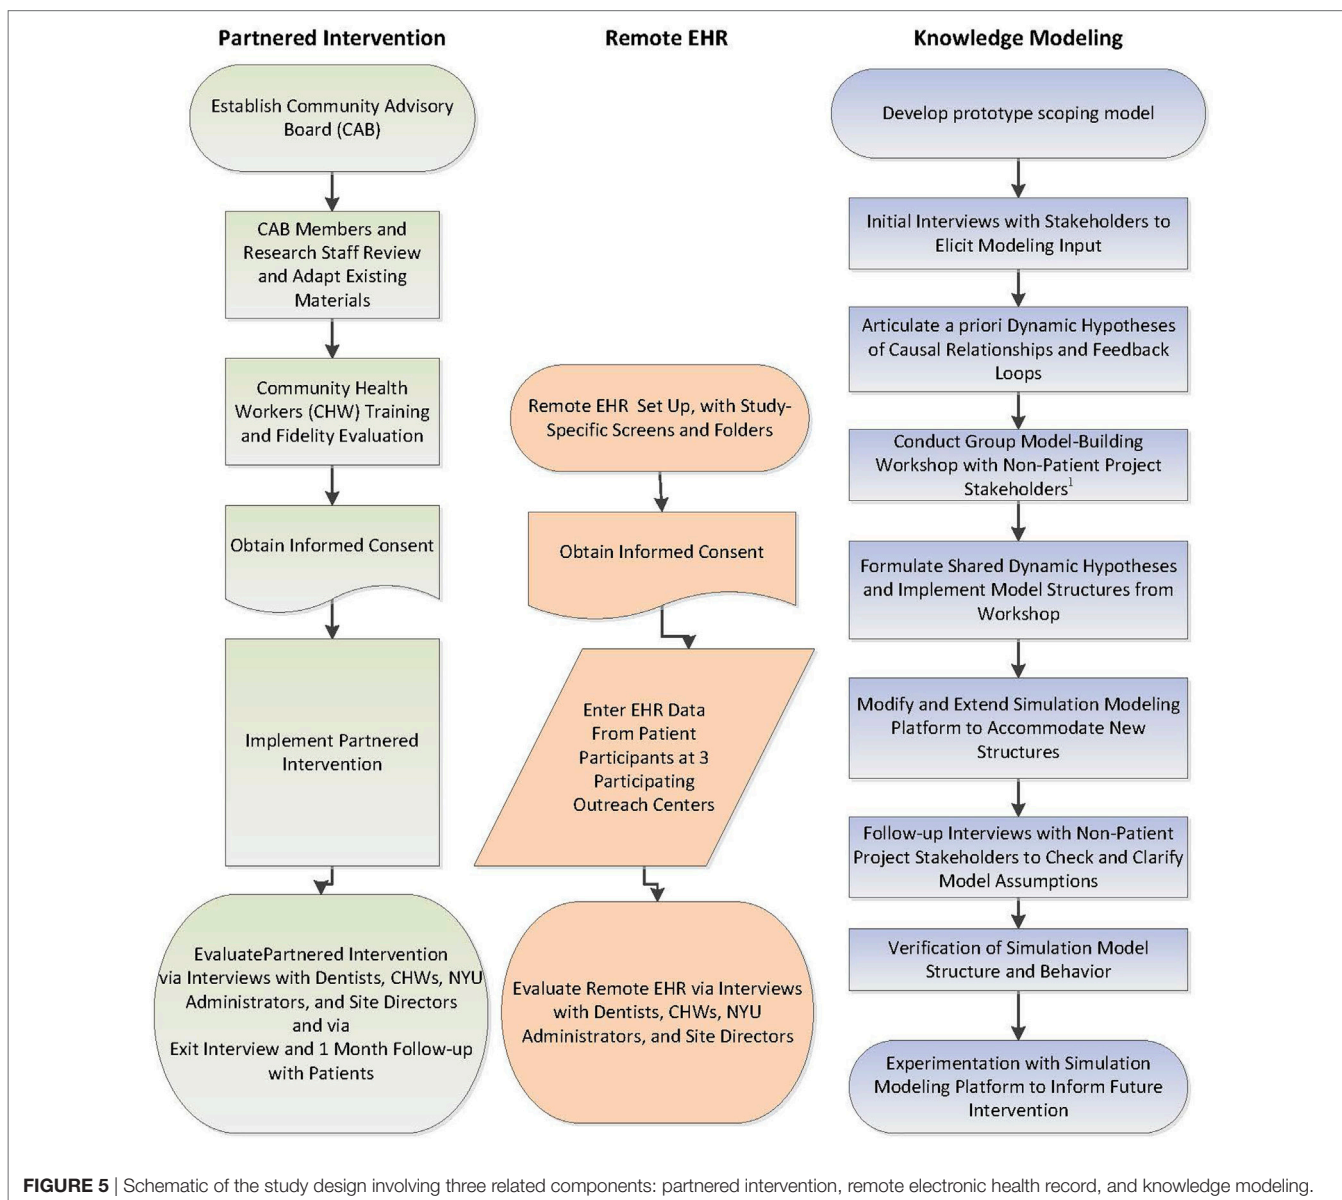 Partnered Intervention
Establish Community Advisory
Board (CAB)
CAB Members and
Research Staff Review
and Adapt Existing
Materials
Community Health
Workers (CHW) Training
and Fidelity Evaluation
Obtain Informed Consent
Implement Partnered
Intervention
EvaluatePartnered Intervention
via Interviews with Dentists, CHWs, NYU
Administrators, and Site Directors
and via
Exit Interview and 1 Month Follow-up
with Patients
Remote EHR
Remote EHR Set Up, with Study-
Specific Screens and Folders
Obtain Informed Consent
Enter EHR Data
From Patient
Participants at 3
Participating
Outreach Centers
Evaluate Remote EHR via Interviews
with Dentists, CHWs, NYU
Administrators, and Site Directors
Knowledge Modeling
Develop prototype scoping model
Initial Interviews with Stakeholders to
Elicit Modeling Input
Articulate a priori Dynamic Hypotheses
of Causal Relationships and Feedback
Loops
Conduct Group Model-Building
Workshop with Non-Patient Project
Stakeholders¹
Formulate Shared Dynamic Hypotheses
and Implement Model Structures from
Workshop
Modify and Extend Simulation Modeling
Platform to Accommodate New
Structures
Follow-up Interviews with Non-Patient
Project Stakeholders to Check and Clarify
Model Assumptions
Verification of Simulation Model
Structure and Behavior
Experimentation with Simulation
Modeling Platform to Inform Future
Intervention
FIGURE 5 | Schematic of the study design involving three related components: partnered intervention, remote electronic health record, and knowledge modeling.